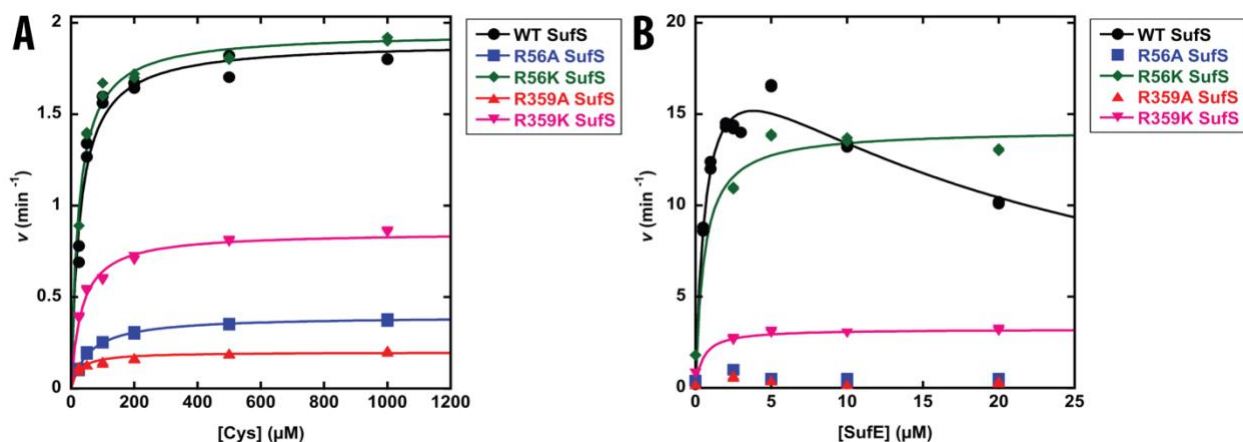 A
2
1.5
1
0.5
0
v (min⁻¹)
0 200 400 600 800 1000 1200
[Cys] (µM)
WT SufS
R56A SufS
R56K SufS
R359A SufS
R359K SufS
B
20
15
10
5
0
v (min⁻¹)
0 5 10 15 20 25
[SufE] (µM)
WT SufS
R56A SufS
R56K SufS
R359A SufS
R359K SufS